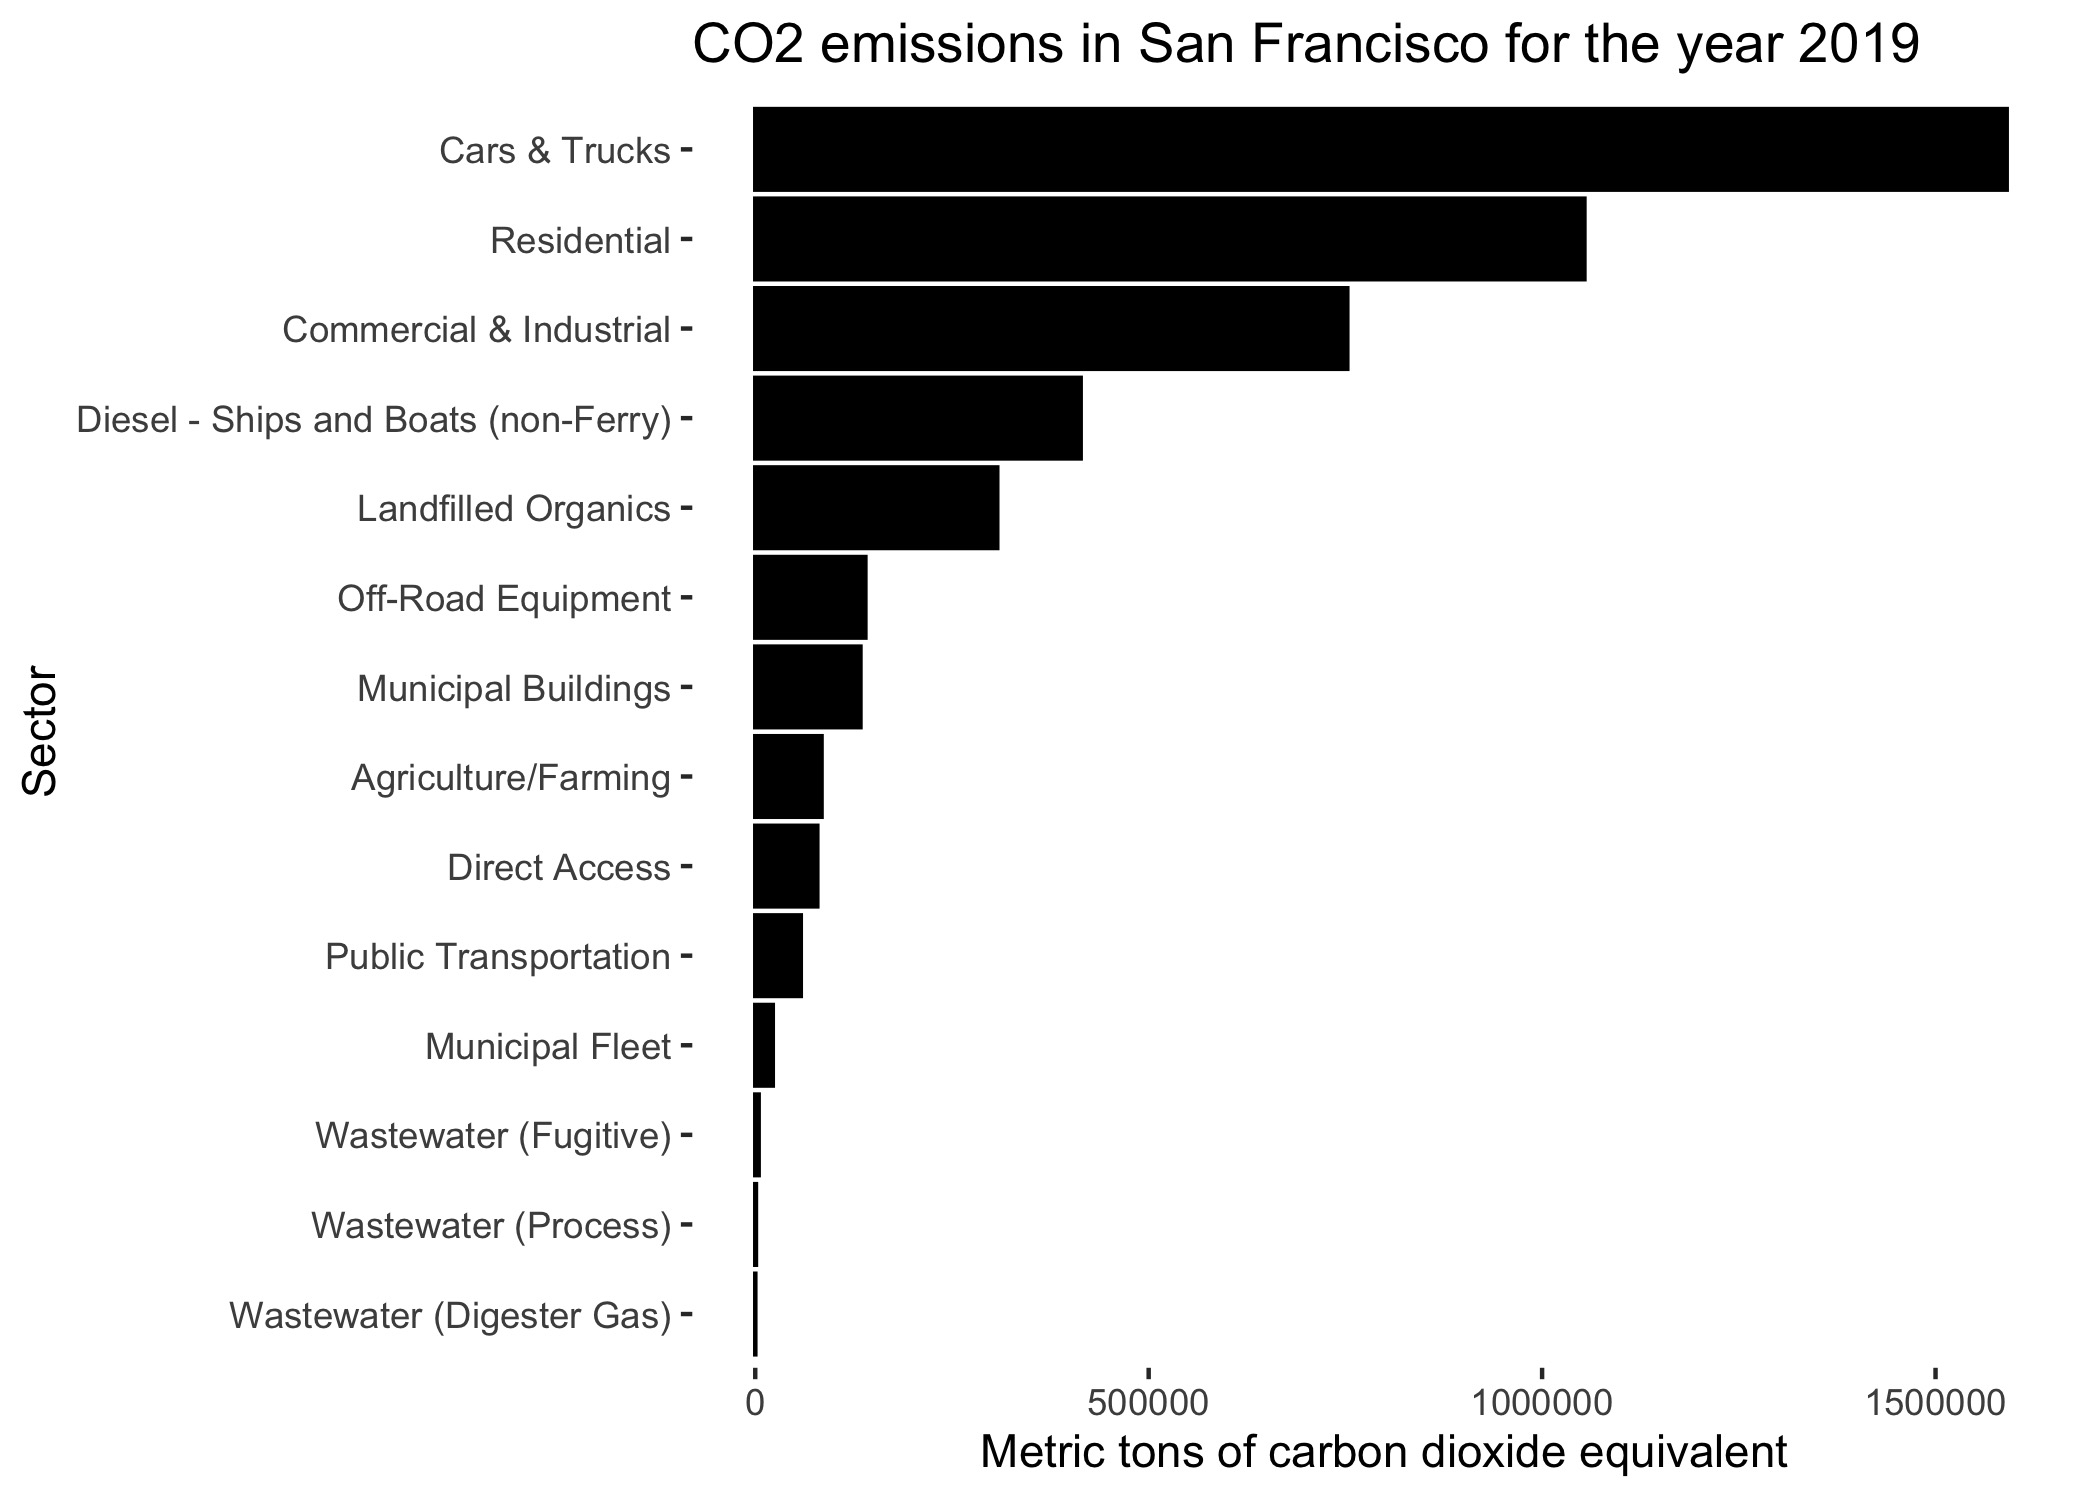 CO2 emissions in San Francisco for the year 2019
Cars & Trucks
Residential
Commercial & Industrial
Diesel - Ships and Boats (non-Ferry)
Landfilled Organics
Off-Road Equipment
Municipal Buildings
Agriculture/Farming
Direct Access
Public Transportation
Municipal Fleet
Wastewater (Fugitive)
Wastewater (Process)
Wastewater (Digester Gas)
Sector
0 500000 1000000 1500000
Metric tons of carbon dioxide equivalent